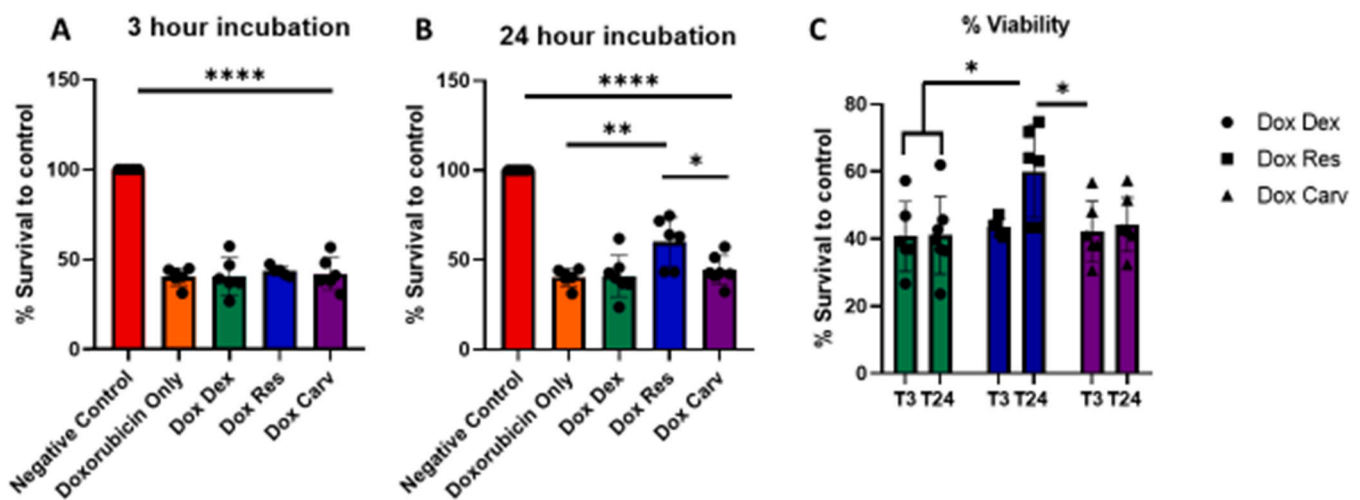 A
3 hour incubation
****
150
100
50
0
% Survival to control
Negative Control
Doxorubicin Only
Dox Dex
Dox Res
Dox Carv
B
24 hour incubation
****
**
*
150
100
50
0
% Survival to control
Negative Control
Doxorubicin Only
Dox Dex
Dox Res
Dox Carv
C
% Viability
*
*
80
60
40
20
0
% Survival to control
T3 T24 T3 T24 T3 T24
Dox Dex
Dox Res
Dox Carv